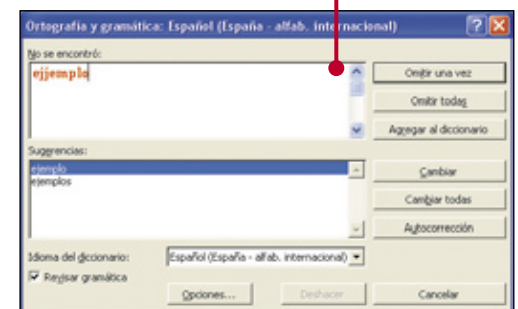 Ortografía y gramática: Español (España - alfab. internacional)
No se encontró:
ejjemplo
Omitir una vez
Omitir todas
Agregar al diccionario
Sugerencias:
ejemplo
ejemplos
Cambiar
Cambiar todas
Autocorrección
Idioma del diccionario: Español (España - alfab. internacional)
Revisar gramática
Opciones... Deshacer Cancelar